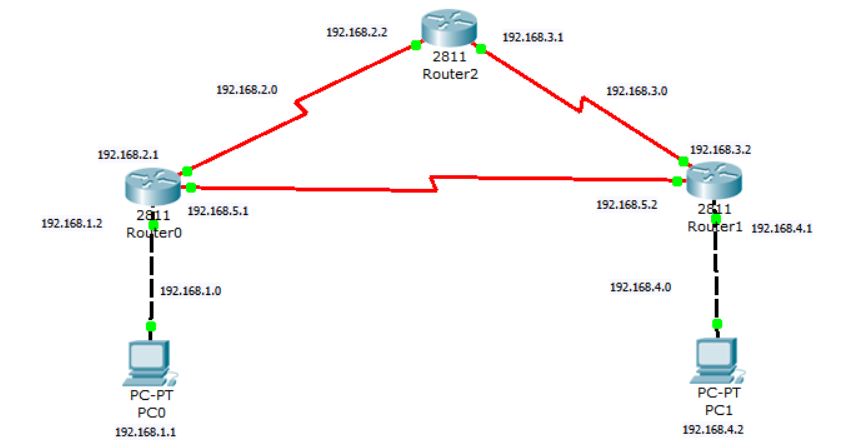 192.168.2.2
192.168.3.1
2811
Router2
192.168.2.0
192.168.3.0
192.168.2.1
192.168.3.2
192.168.5.1
192.168.5.2
2811
Router0
2811
Router1
192.168.1.2
192.168.4.1
192.168.1.0
192.168.4.0
PC-PT
PC0
192.168.1.1
PC-PT
PC1
192.168.4.2